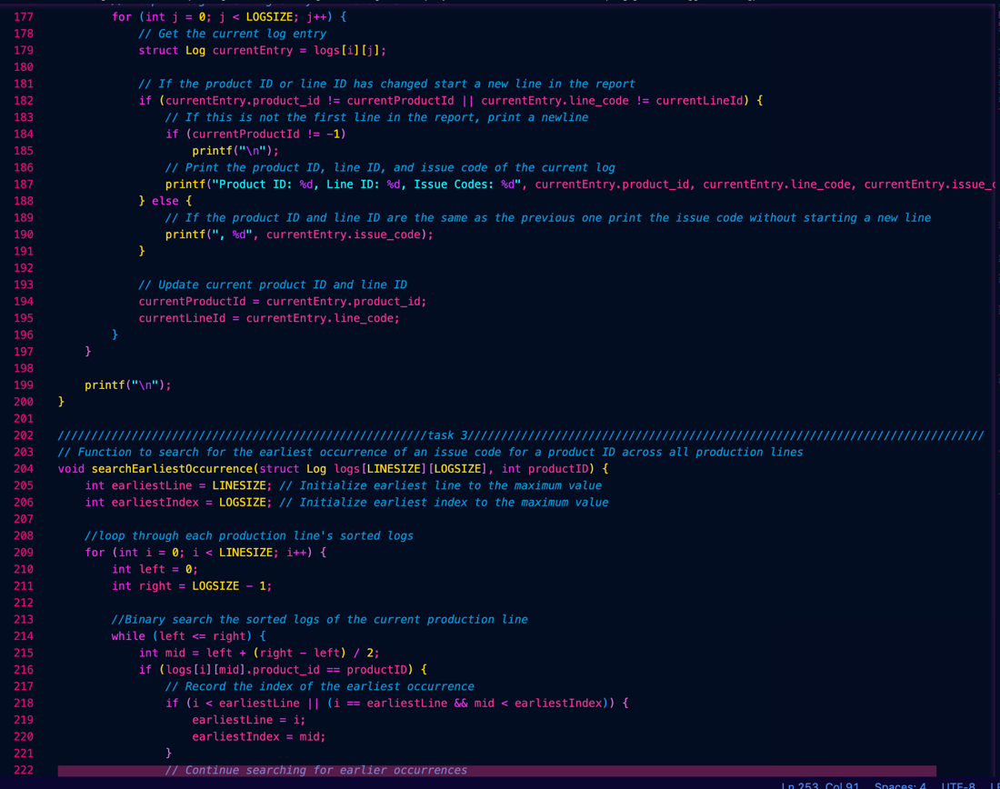 177 for (int j = 0; j < LOGSIZE; j++) {
178 // Get the current log entry
179 struct Log currentEntry = logs[i][j];
180
181 // If the product ID or line ID has changed start a new line in the report
182 if (currentEntry.product_id != currentProductId || currentEntry.line_code != currentLineId) {
183 // If this is not the first line in the report, print a newline
184 if (currentProductId != -1)
185 printf("\n");
186 // Print the product ID, line ID, and issue code of the current log
187 printf("Product ID: %d, Line ID: %d, Issue Codes: %d", currentEntry.product_id, currentEntry.line_code, currentEntry.issue_c
188 } else {
189 // If the product ID and line ID are the same as the previous one print the issue code without starting a new line
190 printf(", %d", currentEntry.issue_code);
191 }
192
193 // Update current product ID and line ID
194 currentProductId = currentEntry.product_id;
195 currentLineId = currentEntry.line_code;
196 }
197 }
198
199 printf("\n");
200 }
201
202 ///////////////////////////////////////////////////////task 3/////////////////////////////////////////////////////////////////////////////
203 // Function to search for the earliest occurrence of an issue code for a product ID across all production lines
204 void searchEarliestOccurrence(struct Log logs[LINESIZE][LOGSIZE], int productID) {
205 int earliestLine = LINESIZE; // Initialize earliest line to the maximum value
206 int earliestIndex = LOGSIZE; // Initialize earliest index to the maximum value
207
208 //loop through each production line's sorted logs
209 for (int i = 0; i < LINESIZE; i++) {
210 int left = 0;
211 int right = LOGSIZE - 1;
212
213 //Binary search the sorted logs of the current production line
214 while (left <= right) {
215 int mid = left + (right - left) / 2;
216 if (logs[i][mid].product_id == productID) {
217 // Record the index of the earliest occurrence
218 if (i < earliestLine || (i == earliestLine && mid < earliestIndex)) {
219 earliestLine = i;
220 earliestIndex = mid;
221 }
222 // Continue searching for earlier occurrences
Ln 253, Col 91 Spaces: 4 UTF-8